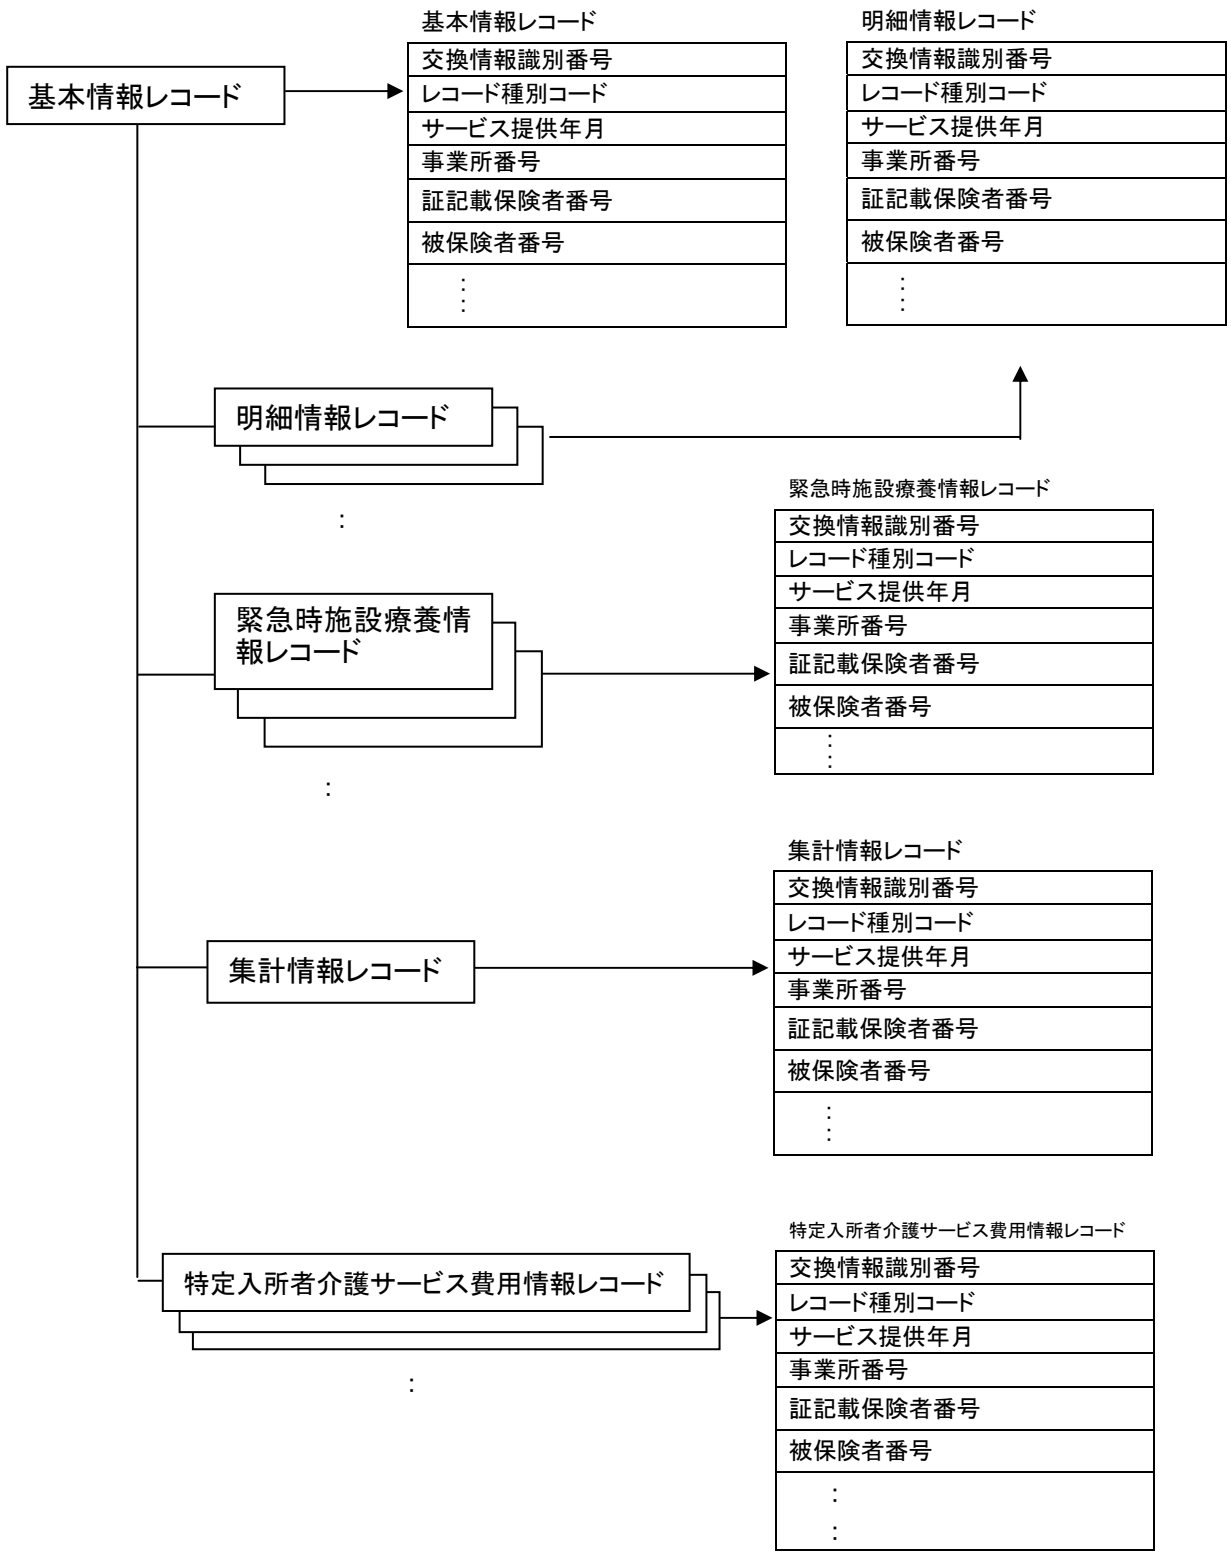 基本情報レコード
基本情報レコード
交換情報識別番号
レコード種別コード
サービス提供年月
事業所番号
証記載保険者番号
被保険者番号
:
:
明細情報レコード
交換情報識別番号
レコード種別コード
サービス提供年月
事業所番号
証記載保険者番号
被保険者番号
:
:
明細情報レコード
:
緊急時施設療養情
報レコード
:
緊急時施設療養情報レコード
交換情報識別番号
レコード種別コード
サービス提供年月
事業所番号
証記載保険者番号
被保険者番号
:
:
集計情報レコード
集計情報レコード
交換情報識別番号
レコード種別コード
サービス提供年月
事業所番号
証記載保険者番号
被保険者番号
:
:
特定入所者介護サービス費用情報レコード
:
特定入所者介護サービス費用情報レコード
交換情報識別番号
レコード種別コード
サービス提供年月
事業所番号
証記載保険者番号
被保険者番号
:
: